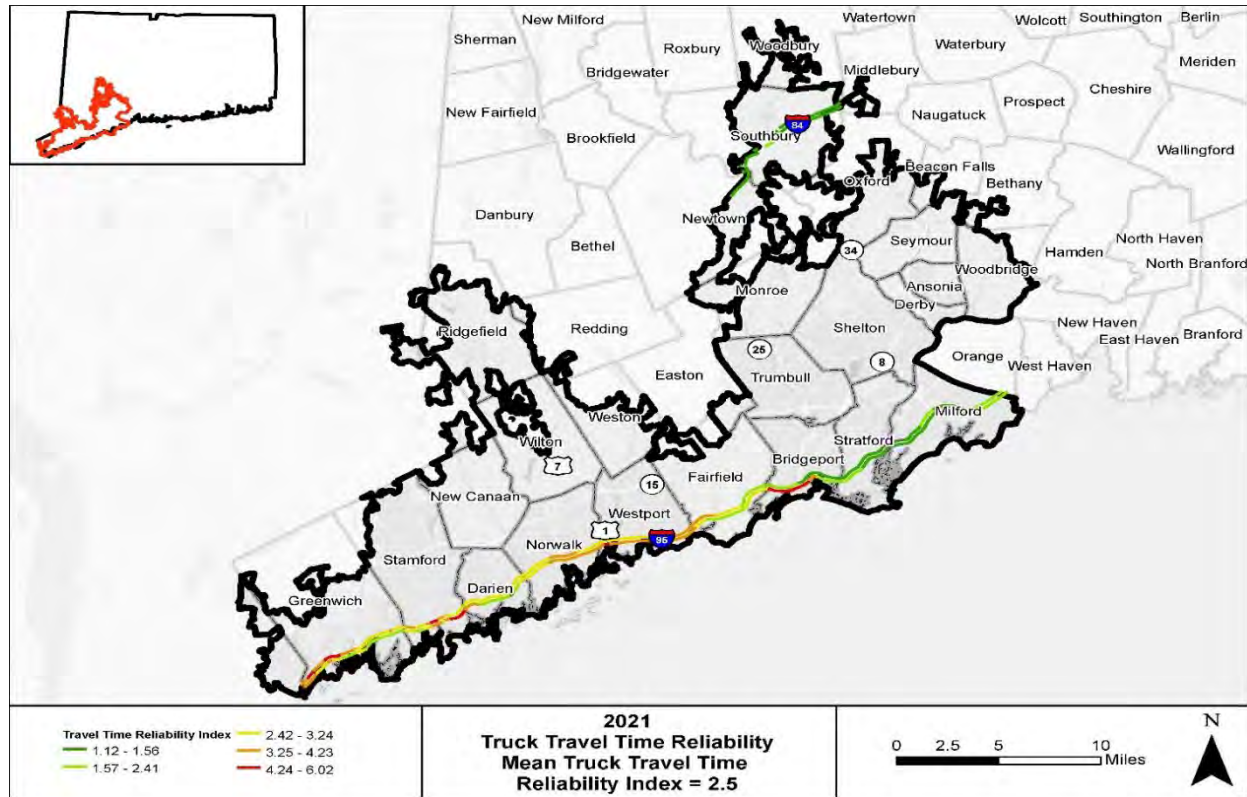 New Milford
Watertown
Wolcott
Southington
Berlin
Sherman
Roxbury
Woodbury
Waterbury
Meriden
Bridgewater
Middlebury
Cheshire
New Fairfield
Prospect
Naugatuck
Brookfield
84
Southbury
Wallingford
Beacon Falls
Oxford
Bethany
Danbury
Newtown
Bethel
34
Seymour
Hamden
North Haven
North Branford
Woodbridge
Monroe
Ansonia
Derby
Ridgefield
Redding
Shelton
New Haven
East Haven
Branford
25
8
Orange
West Haven
Easton
Trumbull
Weston
Milford
Wilton
Stratford
7
Bridgeport
15
Fairfield
New Canaan
Westport
1
95
Norwalk
Stamford
Darien
Greenwich
Travel Time Reliability Index
1.12 - 1.56
1.57 - 2.41
2.42 - 3.24
3.25 - 4.23
4.24 - 6.02
2021
Truck Travel Time Reliability
Mean Truck Travel Time
Reliability Index = 2.5
0 2.5 5 10
Miles
N